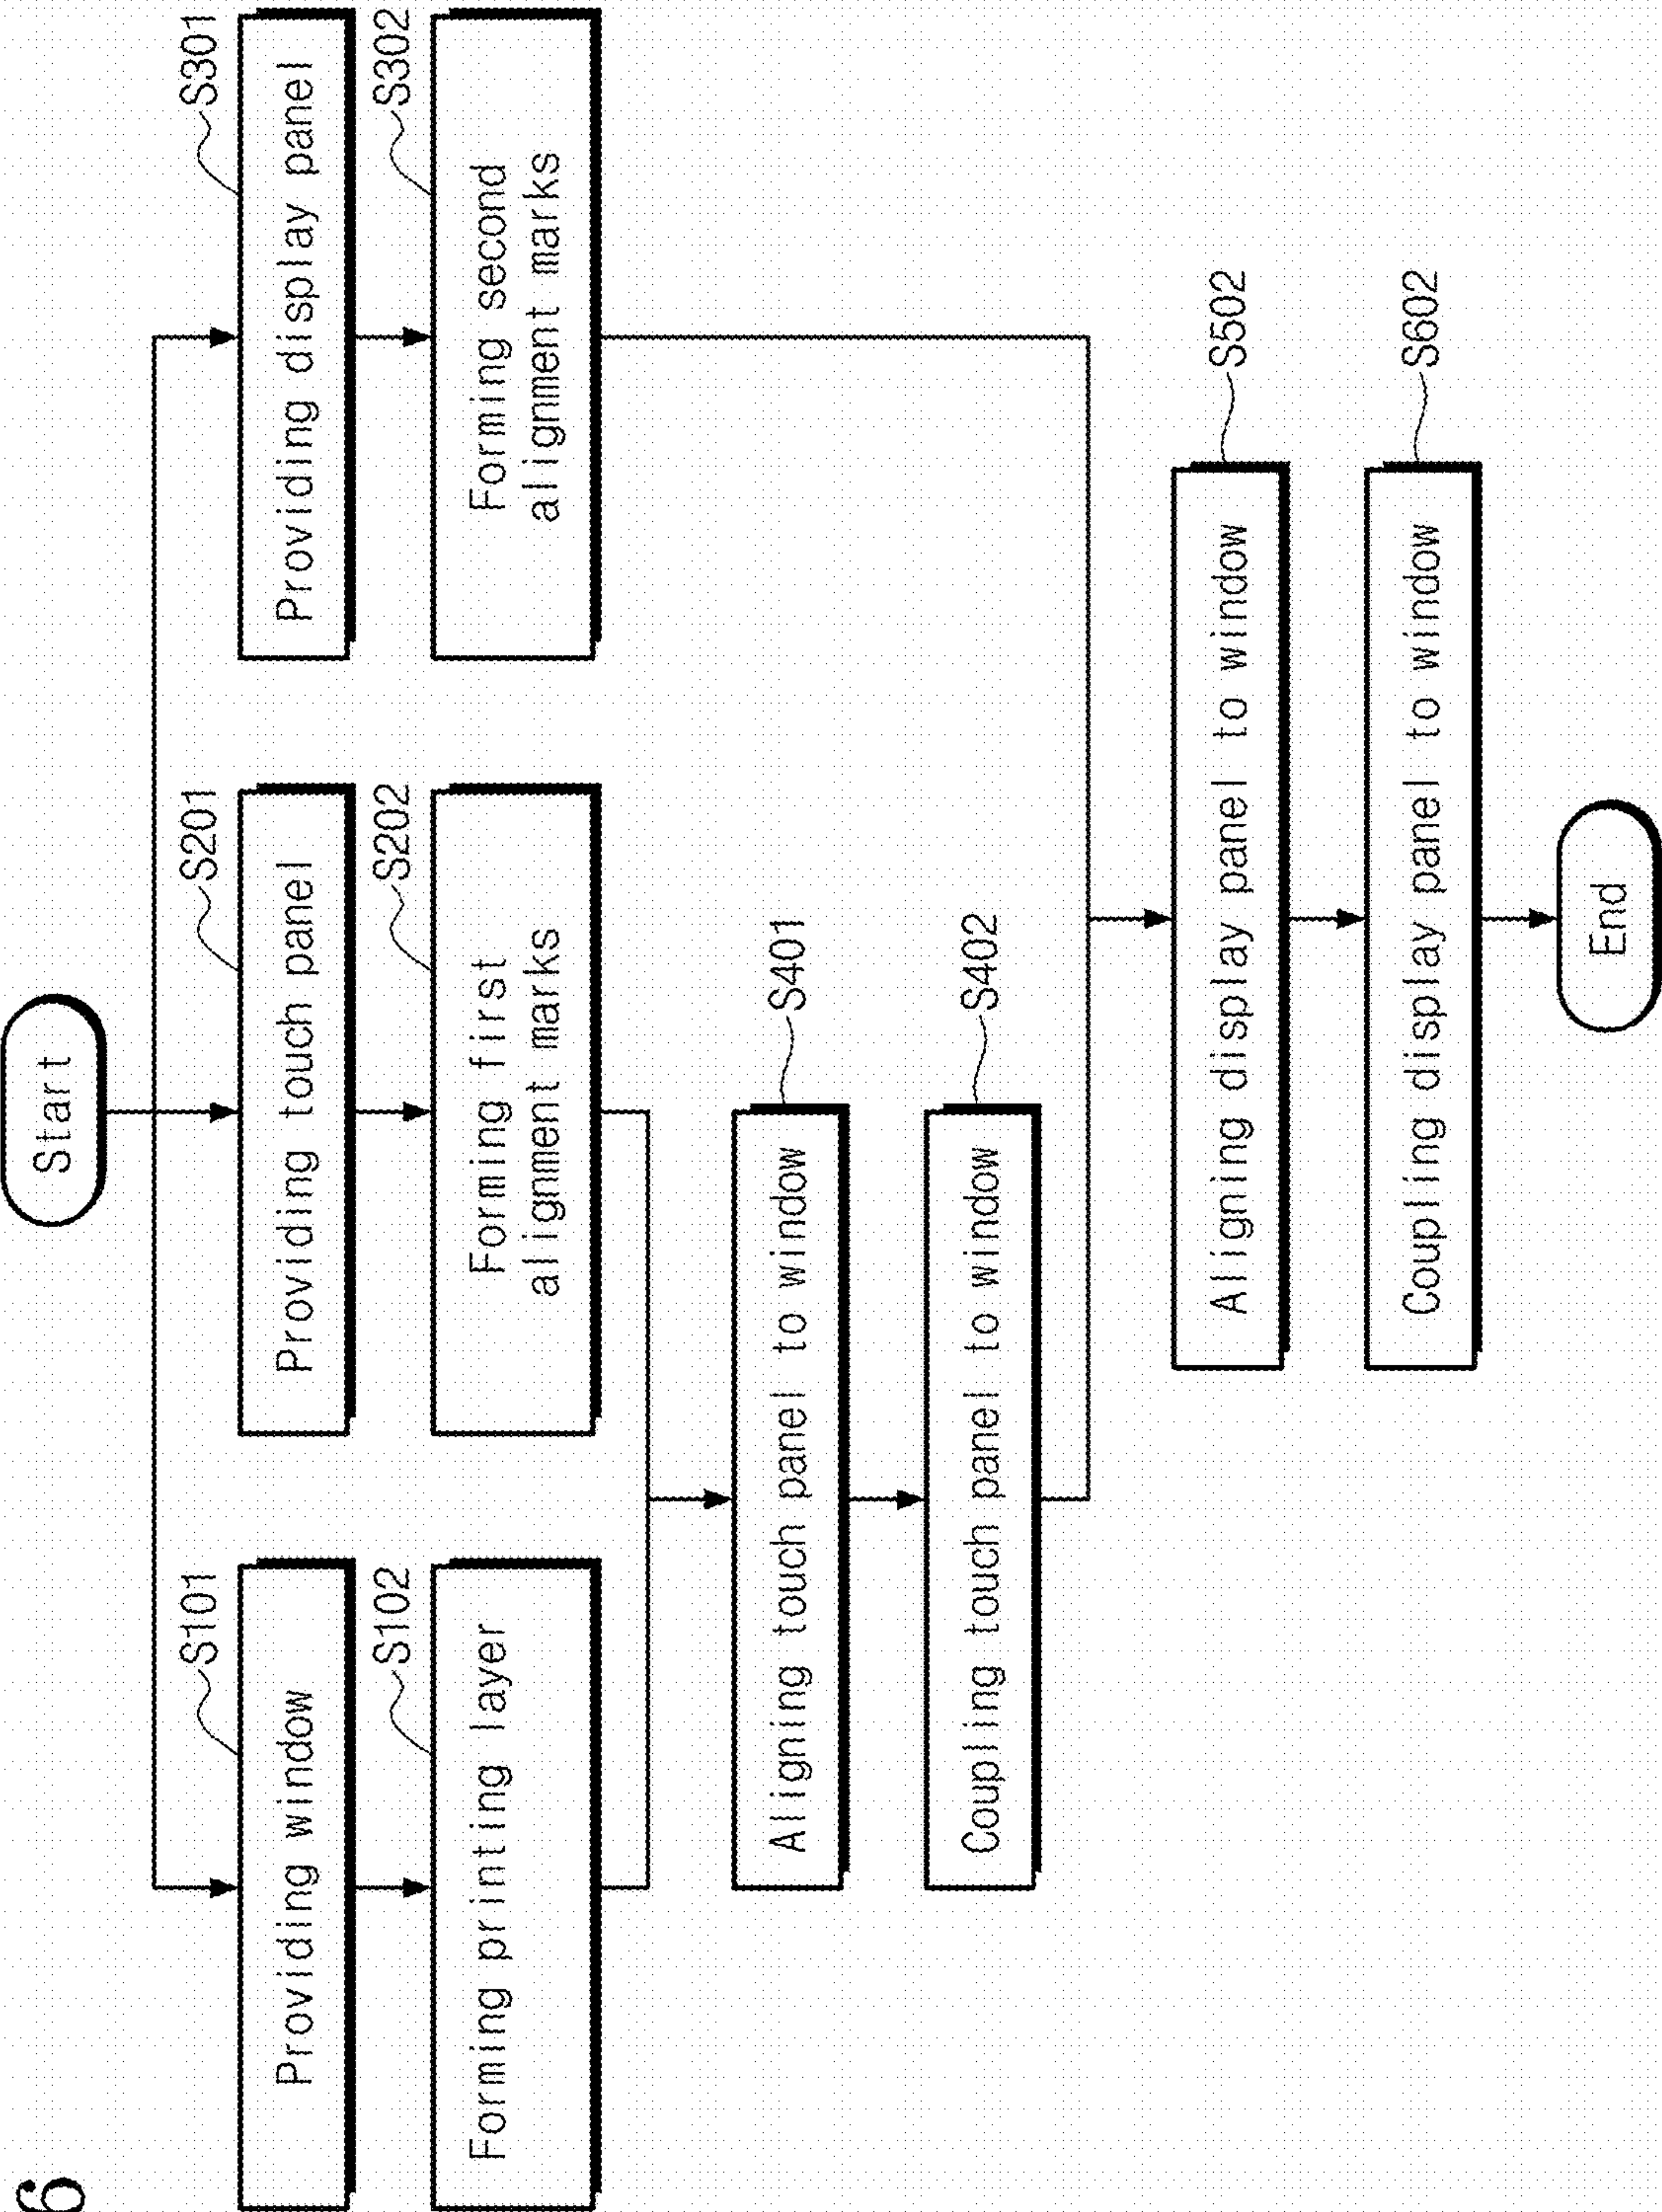 6
Start
S101
Providing window
S201
Providing touch panel
S301
Providing display panel
S102
Forming printing layer
S202
Forming first
alignment marks
S302
Forming second
alignment marks
S401
Aligning touch panel to window
S402
Coupling touch panel to window
S502
Aligning display panel to window
S602
Coupling display panel to window
End